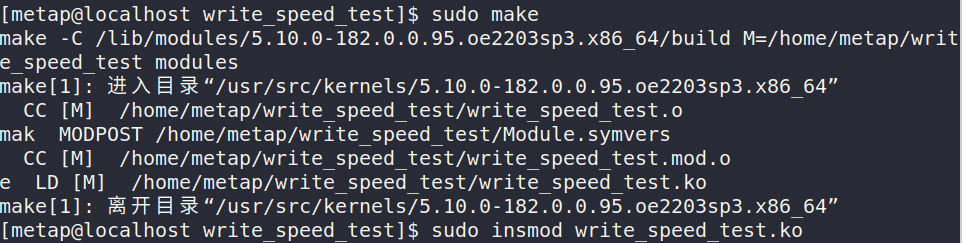 [metap@localhost write_speed_test]$ sudo make
make -C /lib/modules/5.10.0-182.0.0.95.oe2203sp3.x86_64/build M=/home/metap/writ
e_speed_test modules
make[1]: 进入目录“/usr/src/kernels/5.10.0-182.0.0.95.oe2203sp3.x86_64”
  CC [M]  /home/metap/write_speed_test/write_speed_test.o
mak  MODPOST /home/metap/write_speed_test/Module.symvers
  CC [M]  /home/metap/write_speed_test/write_speed_test.mod.o
e  LD [M]  /home/metap/write_speed_test/write_speed_test.ko
make[1]: 离开目录“/usr/src/kernels/5.10.0-182.0.0.95.oe2203sp3.x86_64”
[metap@localhost write_speed_test]$ sudo insmod write_speed_test.ko